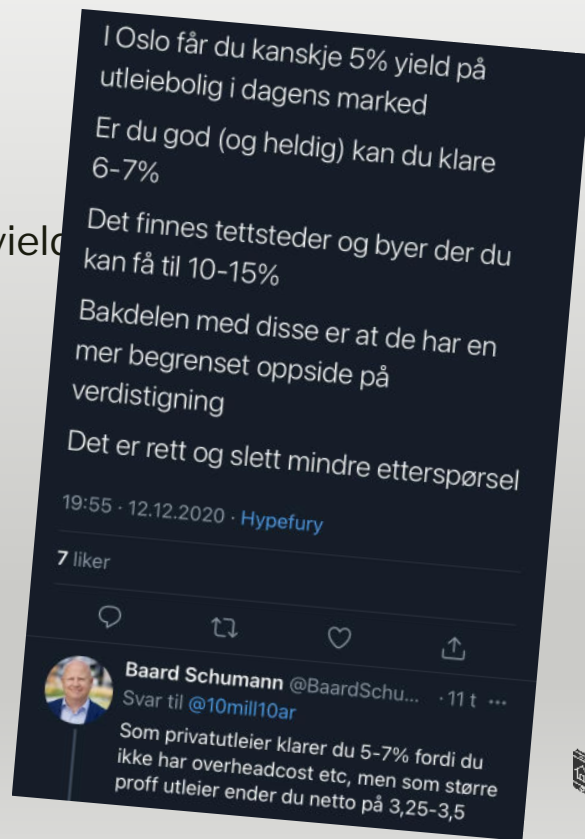 I Oslo får du kanskje 5% yield på
utleiebolig i dagens marked
Er du god (og heldig) kan du klare
6-7%
Det finnes tettsteder og byer der du
kan få til 10-15%
Bakdelen med disse er at de har en
mer begrenset oppside på
verdistigning
Det er rett og slett mindre etterspørsel
19:55 · 12.12.2020 · Hypefury
7 liker
Baard Schumann @BaardSchu... · 11 t ...
Svar til @10mill10ar
Som privatutleier klarer du 5-7% fordi du
ikke har overheadcost etc, men som større
proff utleier ender du netto på 3,25-3,5